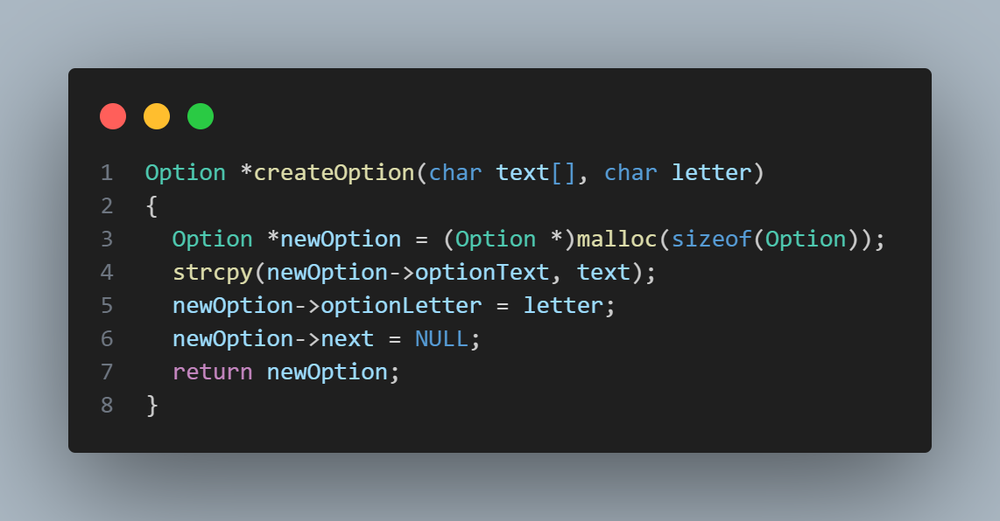 1 Option *createOption(char text[], char letter)
2 {
3   Option *newOption = (Option *)malloc(sizeof(Option));
4   strcpy(newOption->optionText, text);
5   newOption->optionLetter = letter;
6   newOption->next = NULL;
7   return newOption;
8 }